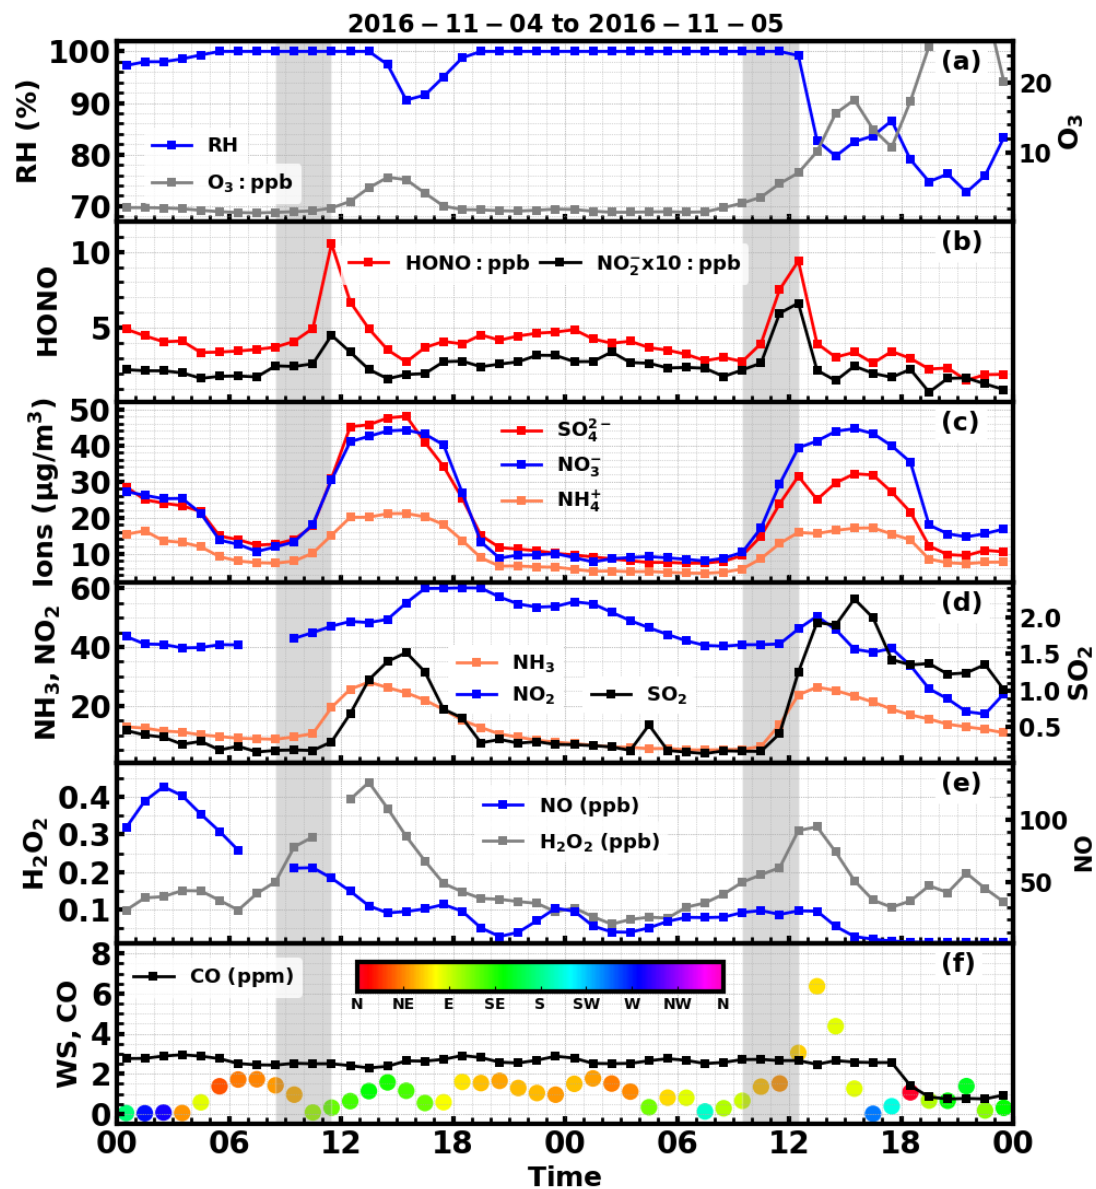 2016 − 11 − 04 to 2016 − 11 − 05
100
90
80
70
RH (%)
RH
O₃ : ppb
(a)
20
10
O₃
10
5
HONO
HONO : ppb
NO₂⁻x10 : ppb
(b)
50
40
30
20
10
Ions (µg/m³)
SO₄²⁻
NO₃⁻
NH₄⁺
(c)
60
40
20
NH₃, NO₂
NH₃
NO₂
SO₂
(d)
2.0
1.5
1.0
0.5
SO₂
0.4
0.3
0.2
0.1
H₂O₂
NO (ppb)
H₂O₂ (ppb)
(e)
100
50
NO
8
6
4
2
0
WS, CO
CO (ppm)
N NE E SE S SW W NW N
(f)
00 06 12 18 00 06 12 18 00
Time